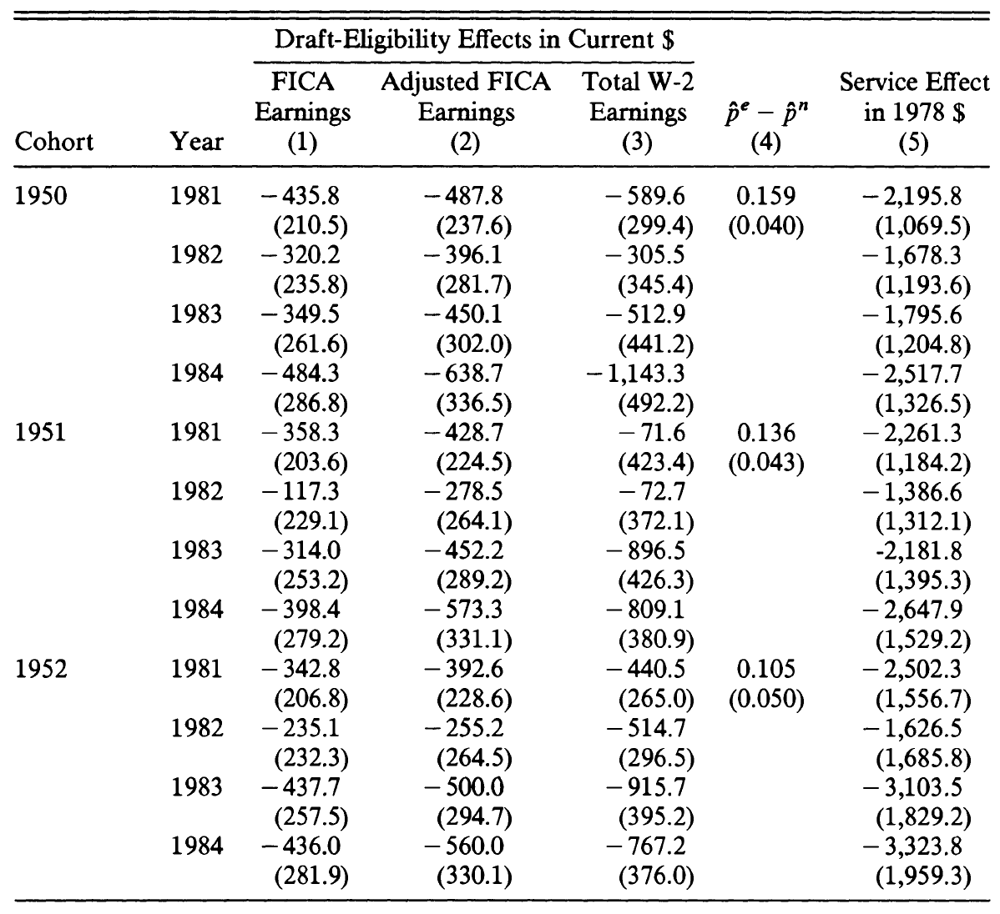 Draft-Eligibility Effects in Current $
FICA Adjusted FICA Total W-2 Service Effect
Earnings Earnings Earnings p̂ᵉ − p̂ⁿ in 1978 $
Cohort Year (1) (2) (3) (4) (5)
1950 1981 −435.8 −487.8 −589.6 0.159 −2,195.8
(210.5) (237.6) (299.4) (0.040) (1,069.5)
1982 −320.2 −396.1 −305.5 −1,678.3
(235.8) (281.7) (345.4) (1,193.6)
1983 −349.5 −450.1 −512.9 −1,795.6
(261.6) (302.0) (441.2) (1,204.8)
1984 −484.3 −638.7 −1,143.3 −2,517.7
(286.8) (336.5) (492.2) (1,326.5)
1951 1981 −358.3 −428.7 −71.6 0.136 −2,261.3
(203.6) (224.5) (423.4) (0.043) (1,184.2)
1982 −117.3 −278.5 −72.7 −1,386.6
(229.1) (264.1) (372.1) (1,312.1)
1983 −314.0 −452.2 −896.5 -2,181.8
(253.2) (289.2) (426.3) (1,395.3)
1984 −398.4 −573.3 −809.1 −2,647.9
(279.2) (331.1) (380.9) (1,529.2)
1952 1981 −342.8 −392.6 −440.5 0.105 −2,502.3
(206.8) (228.6) (265.0) (0.050) (1,556.7)
1982 −235.1 −255.2 −514.7 −1,626.5
(232.3) (264.5) (296.5) (1,685.8)
1983 −437.7 −500.0 −915.7 −3,103.5
(257.5) (294.7) (395.2) (1,829.2)
1984 −436.0 −560.0 −767.2 −3,323.8
(281.9) (330.1) (376.0) (1,959.3)